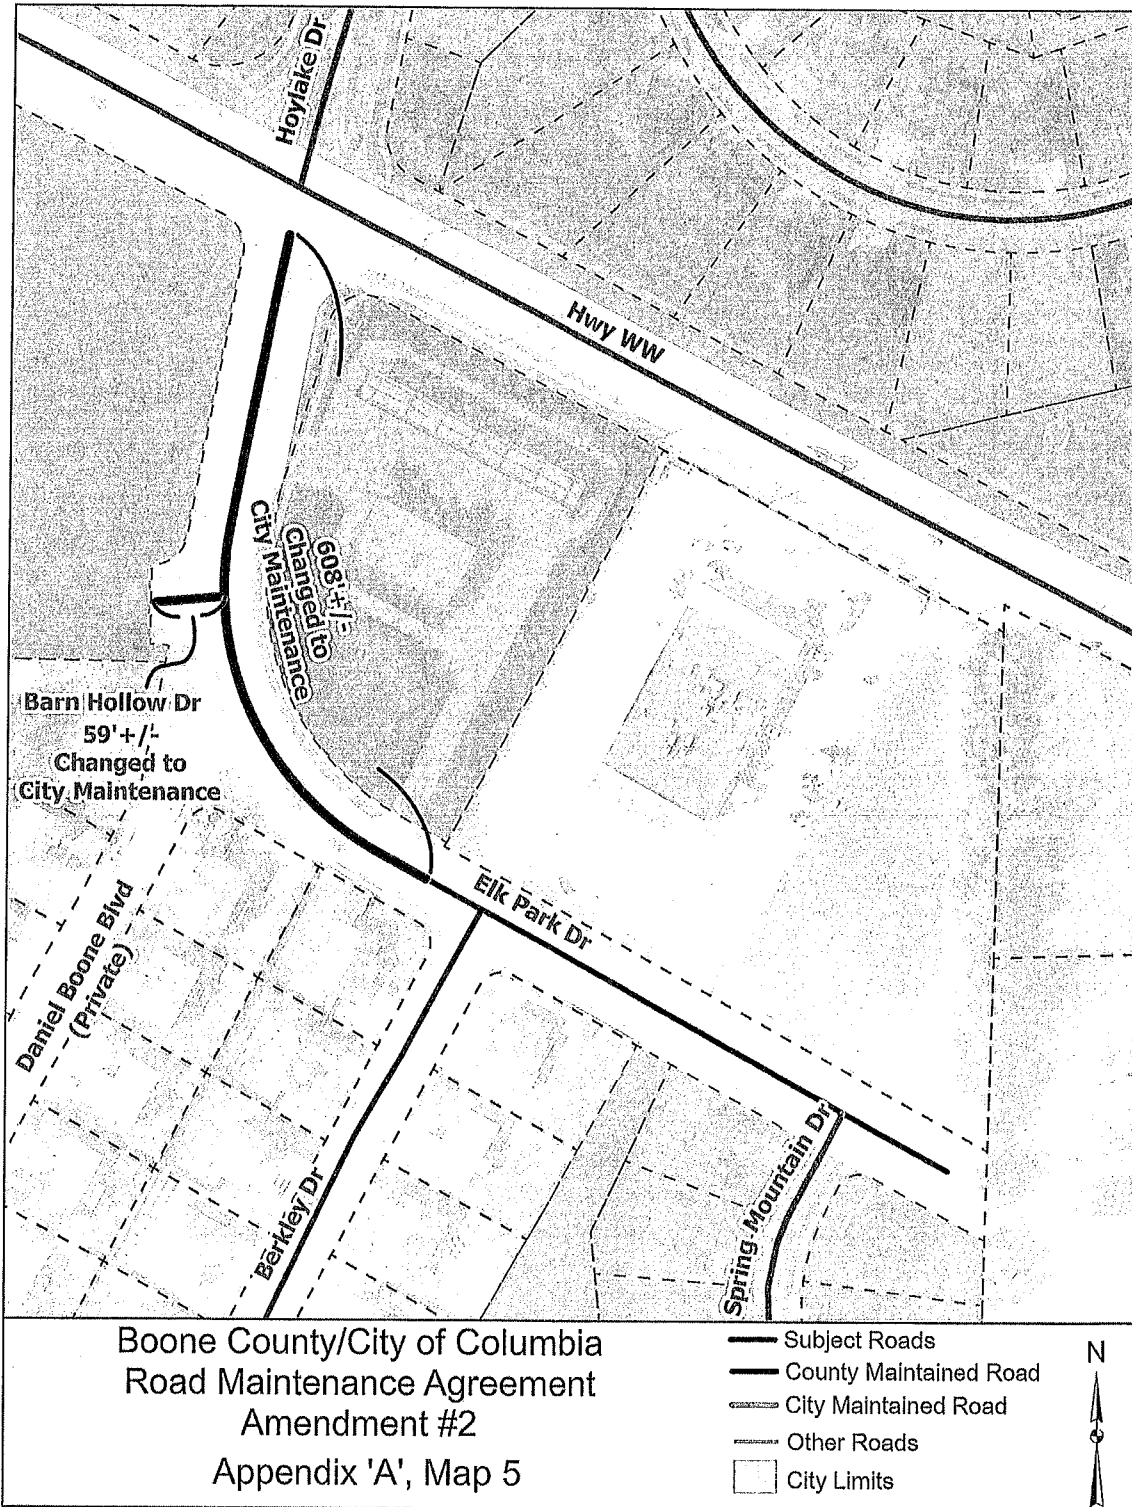 Hoylake Dr
Hwy WW
608'+/-
Changed to
City Maintenance
Barn Hollow Dr
59'+/-
Changed to
City Maintenance
Elk Park Dr
Daniel Boone Blvd
(Private)
Berkley Dr
Spring Mountain Dr
Boone County/City of Columbia
Road Maintenance Agreement
Amendment #2
Appendix 'A', Map 5
Subject Roads
County Maintained Road
City Maintained Road
Other Roads
City Limits
N